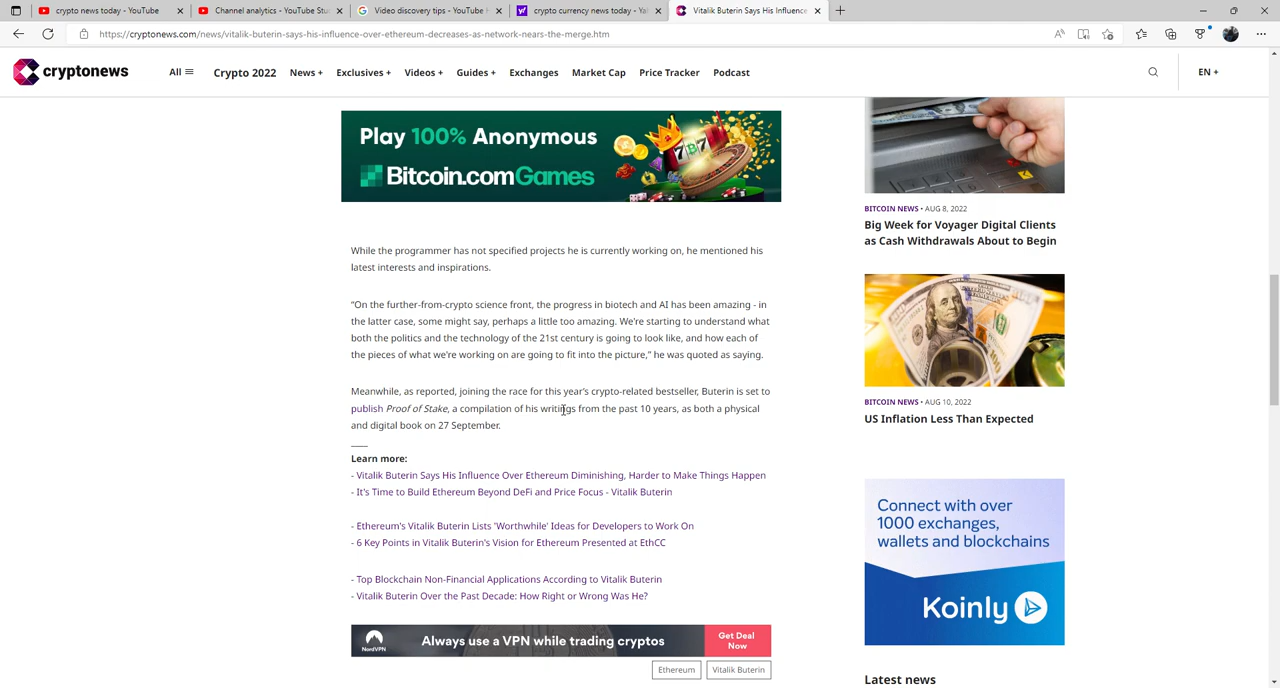 crypto news today - YouTube
Channel analytics - YouTube Stu
Video discovery tips - YouTube H
crypto currency news today - Yah
Vitalik Buterin Says His Influence
https://cryptonews.com/news/vitalik-buterin-says-his-influence-over-ethereum-decreases-as-network-nears-the-merge.htm
cryptonews
All
Crypto 2022
News +
Exclusives +
Videos +
Guides +
Exchanges
Market Cap
Price Tracker
Podcast
EN +
Play 100% Anonymous
Bitcoin.com Games
While the programmer has not specified projects he is currently working on, he mentioned his
latest interests and inspirations.
“On the further-from-crypto science front, the progress in biotech and AI has been amazing - in
the latter case, some might say, perhaps a little too amazing. We're starting to understand what
both the politics and the technology of the 21st century is going to look like, and how each of
the pieces of what we're working on are going to fit into the picture,” he was quoted as saying.
Meanwhile, as reported, joining the race for this year's crypto-related bestseller, Buterin is set to
publish Proof of Stake, a compilation of his writings from the past 10 years, as both a physical
and digital book on 27 September.
____
Learn more:
- Vitalik Buterin Says His Influence Over Ethereum Diminishing, Harder to Make Things Happen
- It's Time to Build Ethereum Beyond DeFi and Price Focus - Vitalik Buterin
- Ethereum's Vitalik Buterin Lists 'Worthwhile' Ideas for Developers to Work On
- 6 Key Points in Vitalik Buterin's Vision for Ethereum Presented at EthCC
- Top Blockchain Non-Financial Applications According to Vitalik Buterin
- Vitalik Buterin Over the Past Decade: How Right or Wrong Was He?
NordVPN
Always use a VPN while trading cryptos
Get Deal
Now
Ethereum
Vitalik Buterin
BITCOIN NEWS • AUG 8, 2022
Big Week for Voyager Digital Clients
as Cash Withdrawals About to Begin
BITCOIN NEWS • AUG 10, 2022
US Inflation Less Than Expected
Connect with over
1000 exchanges,
wallets and blockchains
Koinly
Latest news